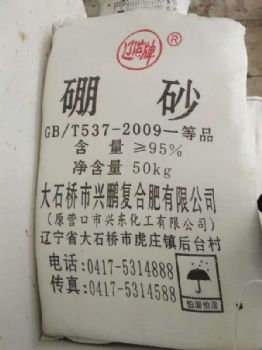 辽滨牌®
硼 砂
GB/T537-2009一等品
含 量 ≥95%
净含量 50kg
大石桥市兴鹏复合肥有限公司
(原营口市兴东化工有限公司)
辽宁省大石桥市虎庄镇后台村
电话:0417-5314888
传真:0417-5314588
怕潮怕湿